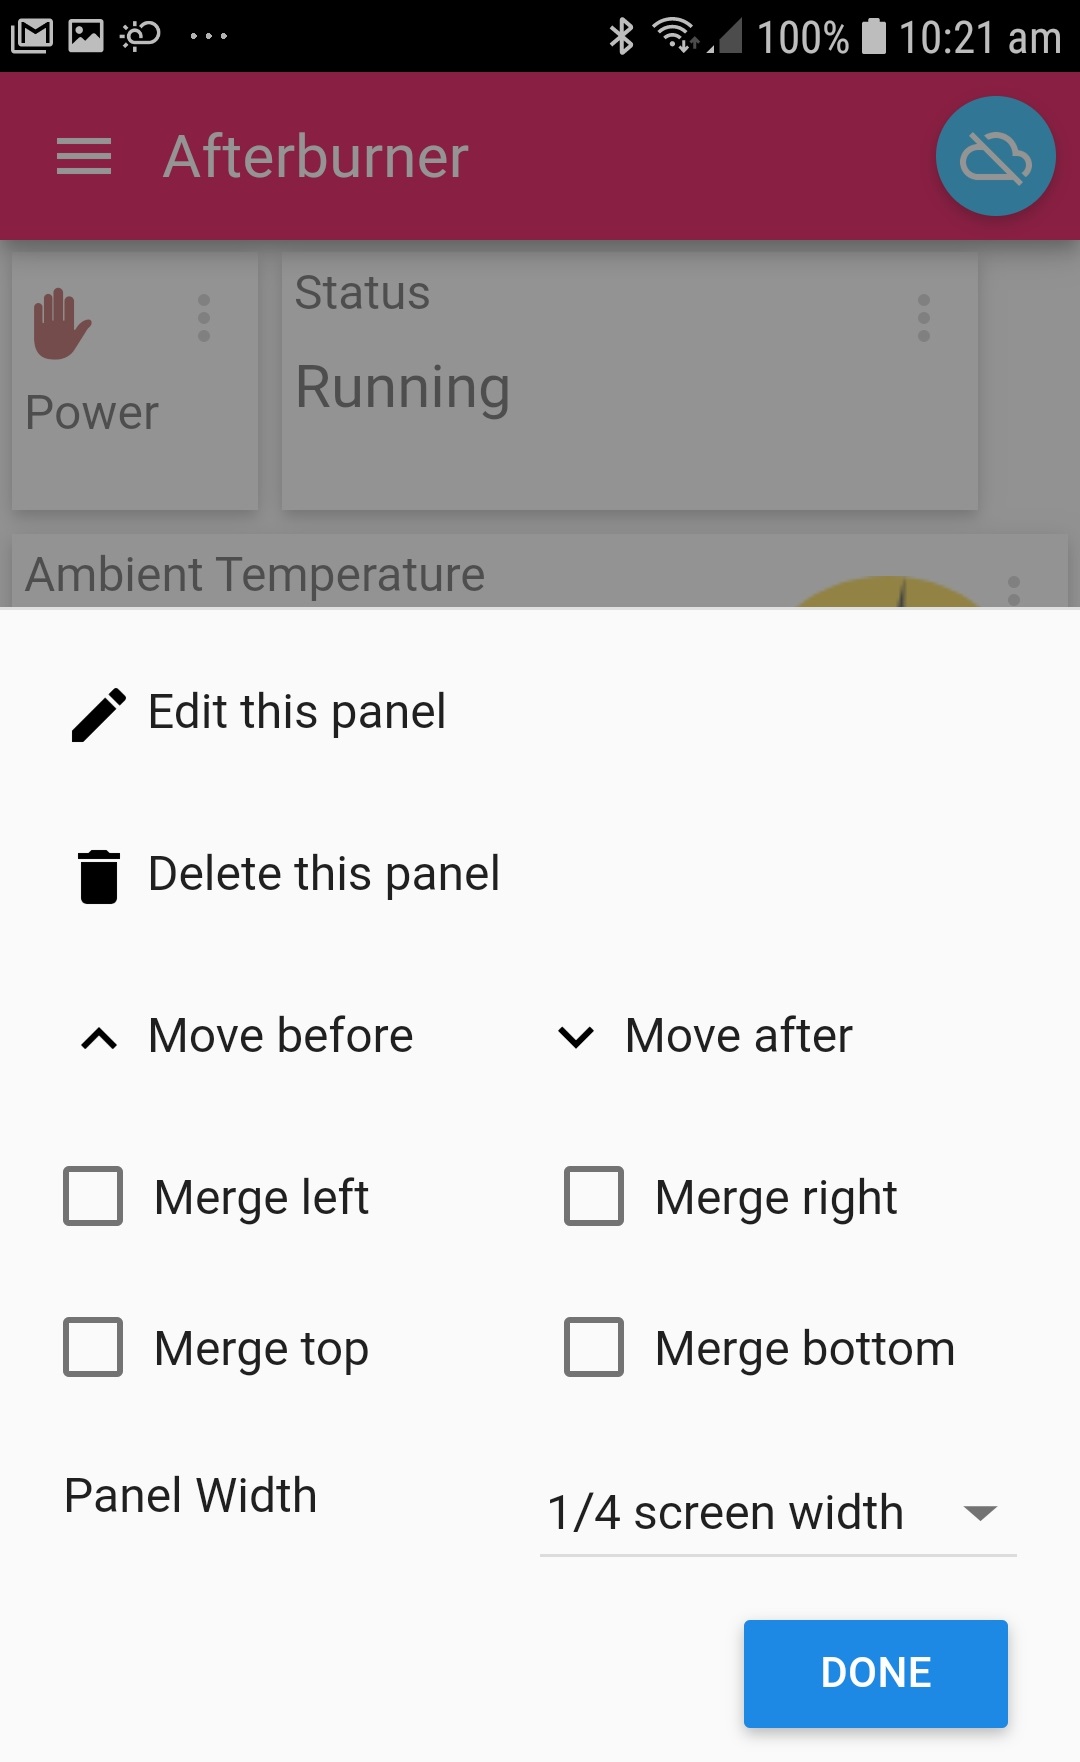 100% 10:21 am
Afterburner
Status
Running
Power
Ambient Temperature
Edit this panel
Delete this panel
Move before Move after
Merge left Merge right
Merge top Merge bottom
Panel Width 1/4 screen width
DONE